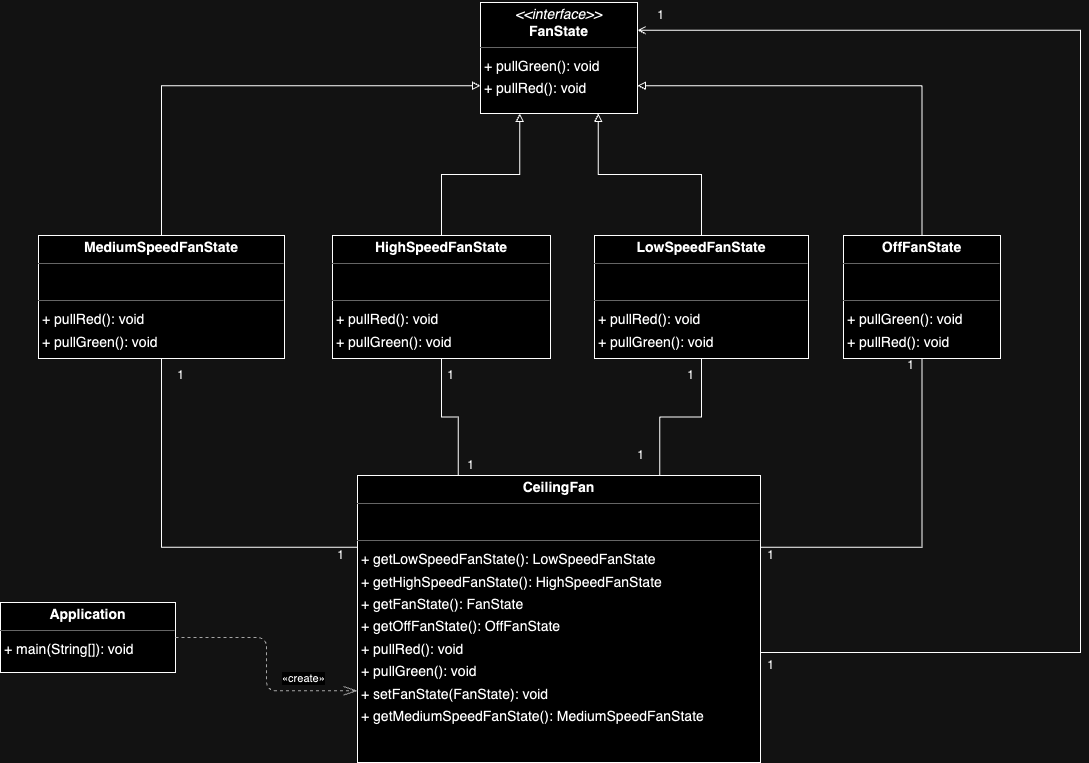 <<interface>>
FanState
+ pullGreen(): void
+ pullRed(): void
1
MediumSpeedFanState
+ pullRed(): void
+ pullGreen(): void
HighSpeedFanState
+ pullRed(): void
+ pullGreen(): void
LowSpeedFanState
+ pullRed(): void
+ pullGreen(): void
OffFanState
+ pullGreen(): void
+ pullRed(): void
1
1
1
1
1
1
1
1
1
CeilingFan
+ getLowSpeedFanState(): LowSpeedFanState
+ getHighSpeedFanState(): HighSpeedFanState
+ getFanState(): FanState
+ getOffFanState(): OffFanState
+ pullRed(): void
+ pullGreen(): void
+ setFanState(FanState): void
+ getMediumSpeedFanState(): MediumSpeedFanState
Application
+ main(String[]): void
«create»